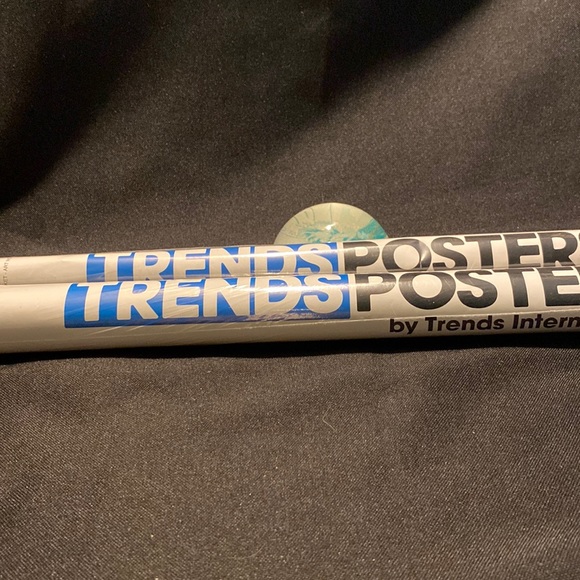 TRENDS POSTER
TRENDS POSTE
by Trends Intern